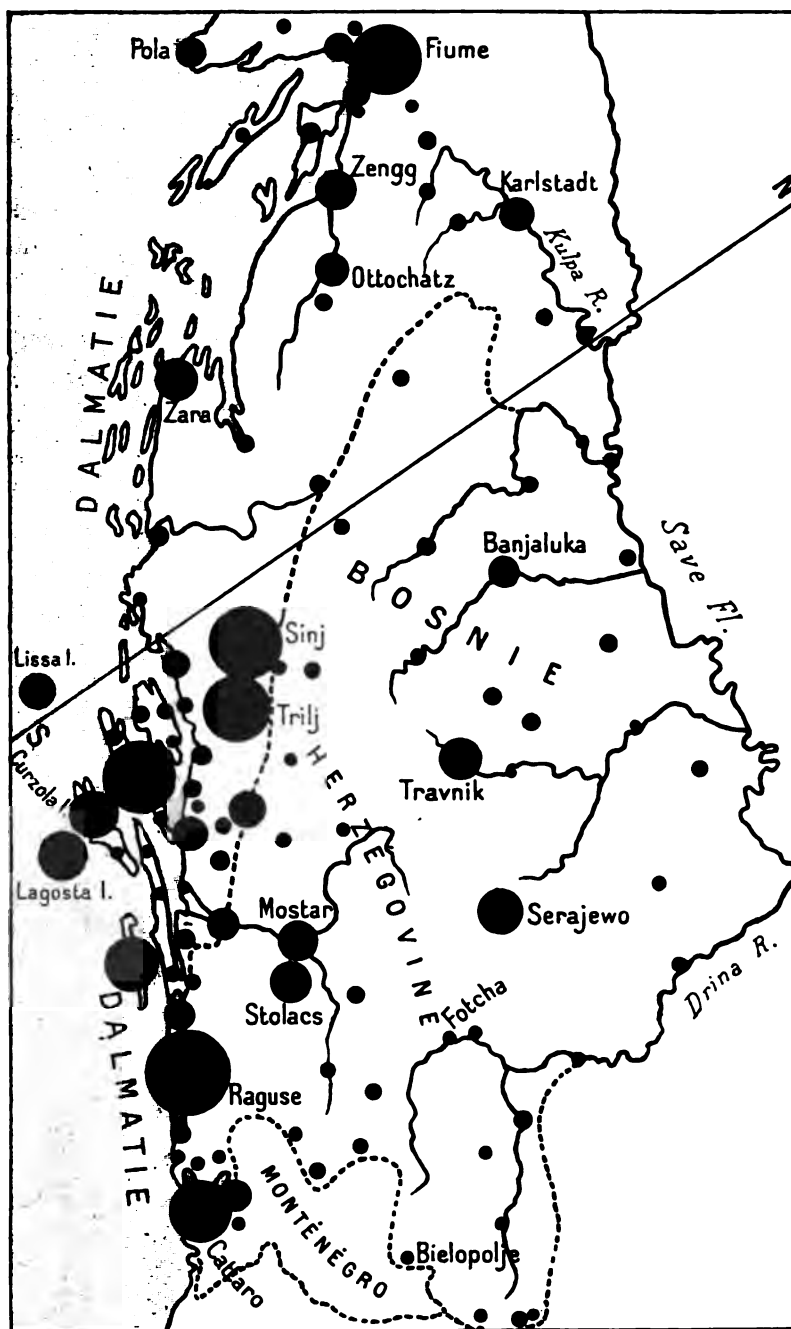 Pola
Fiume
Zengg
Karlstadt
N
Kulpa R.
Ottochatz
DALMATIE
Zara
Banjaluka
BOSNIE
Save Fl.
Sinj
Lissa I.
Trilj
S
Curzola I.
Travnik
HERZÉGOVINE
Lagosta I.
Mostar
Serajewo
Drina R.
Stolacs
Fotcha
DALMATIE
Raguse
MONTÉNÉGRO
Bielopolje
Cattaro